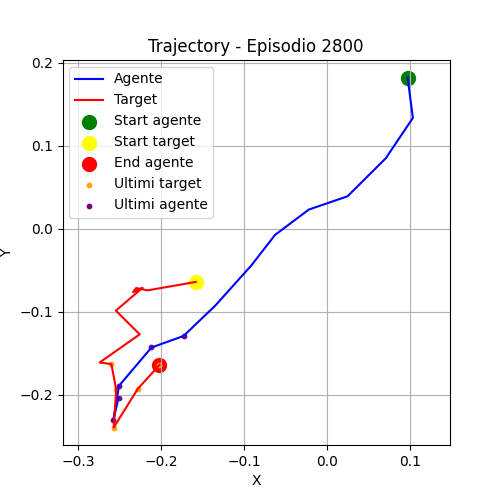 Trajectory - Episodio 2800
Agente
Target
Start agente
Start target
End agente
Ultimi target
Ultimi agente
0.2
0.1
0.0
−0.1
−0.2
Y
−0.3
−0.2
−0.1
0.0
0.1
X